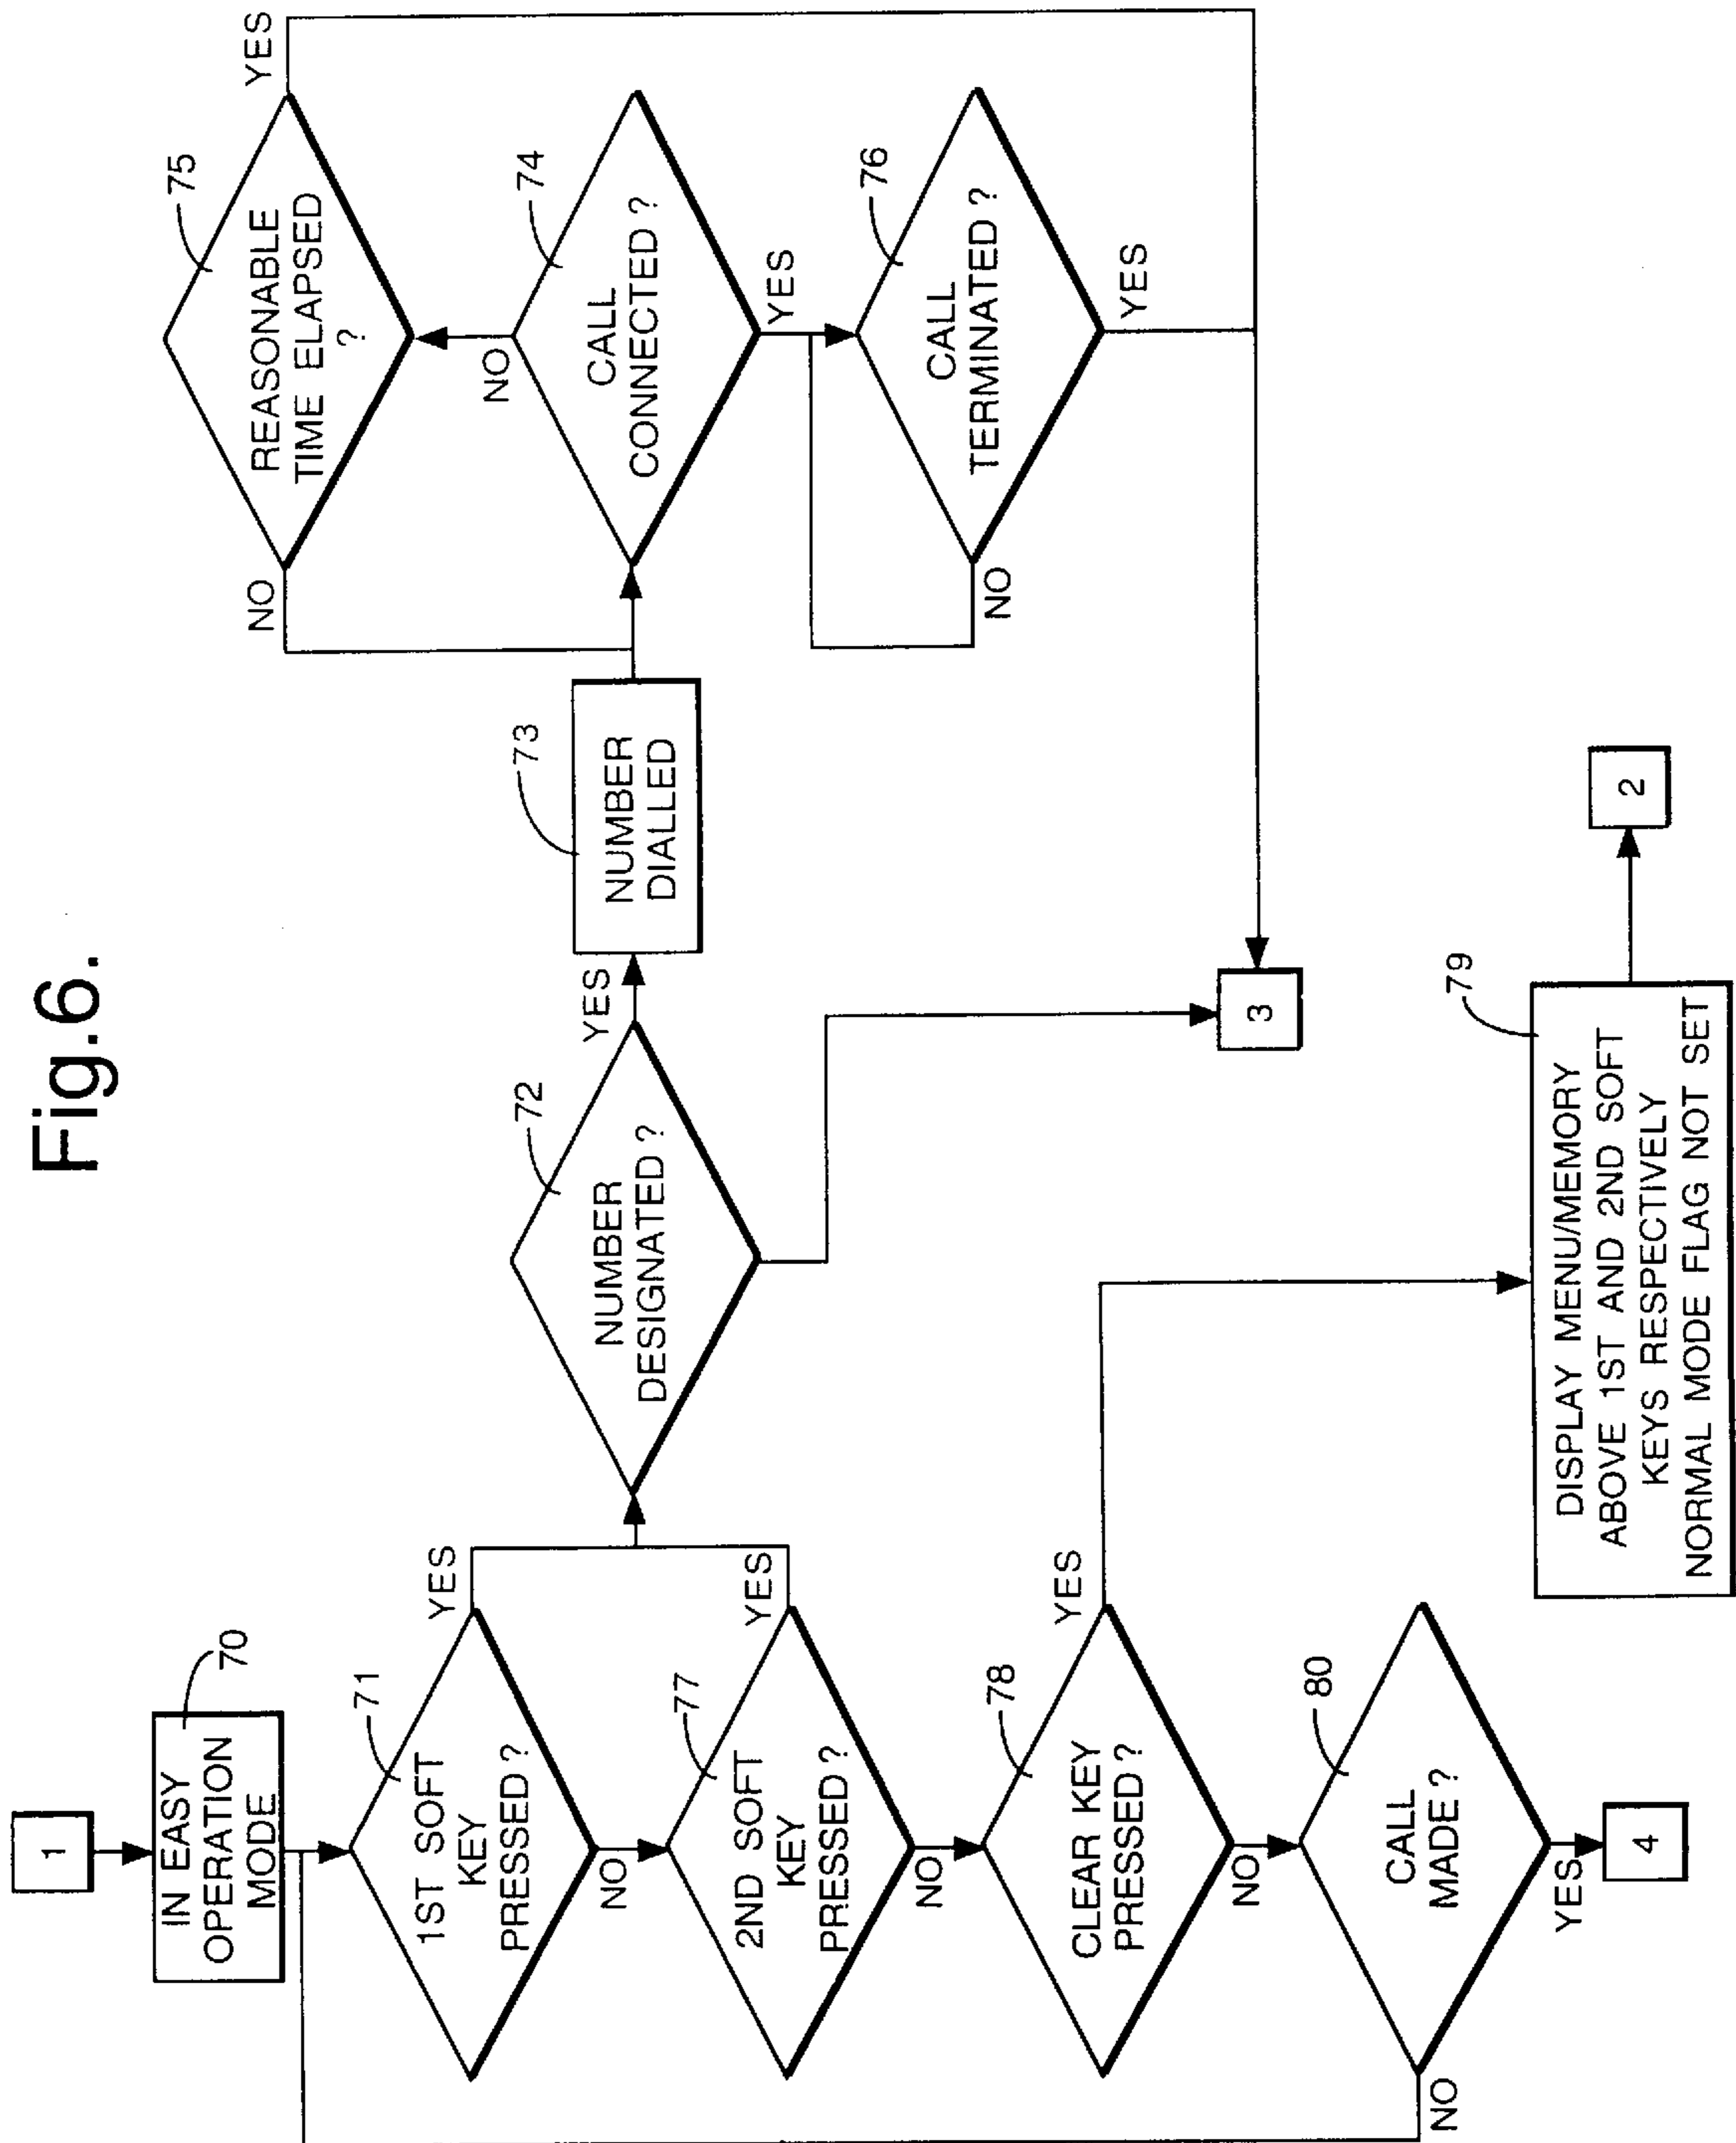 Fig.6.
1
IN EASY
OPERATION
MODE
70
1ST SOFT
KEY
PRESSED ?
71
YES
NO
2ND SOFT
KEY
PRESSED ?
77
YES
NO
CLEAR KEY
PRESSED ?
78
YES
NO
CALL
MADE ?
80
NO
YES
4
NUMBER
DESIGNATED ?
72
YES
NUMBER
DIALLED
73
REASONABLE
TIME ELAPSED
?
75
NO
YES
CALL
CONNECTED ?
74
NO
YES
CALL
TERMINATED ?
76
NO
YES
3
DISPLAY MENU/MEMORY
ABOVE 1ST AND 2ND SOFT
KEYS RESPECTIVELY
NORMAL MODE FLAG NOT SET
79
2